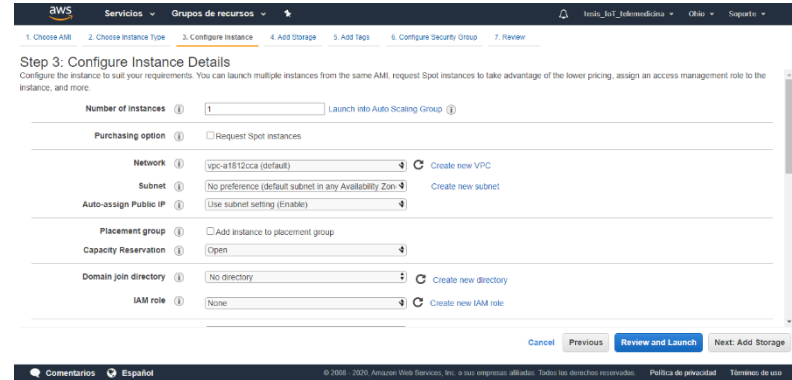 aws Servicios Grupos de recursos tesis_IoT_telemedicina Ohio Soporte
1. Choose AMI 2. Choose Instance Type 3. Configure Instance 4. Add Storage 5. Add Tags 6. Configure Security Group 7. Review
Step 3: Configure Instance Details
Configure the instance to suit your requirements. You can launch multiple instances from the same AMI, request Spot instances to take advantage of the lower pricing, assign an access management role to the
instance, and more.
Number of instances i 1 Launch into Auto Scaling Group i
Purchasing option i Request Spot instances
Network i vpc-a1812cca (default) Create new VPC
Subnet i No preference (default subnet in any Availability Zon Create new subnet
Auto-assign Public IP i Use subnet setting (Enable)
Placement group i Add instance to placement group
Capacity Reservation i Open
Domain join directory i No directory Create new directory
IAM role i None Create new IAM role
Cancel Previous Review and Launch Next: Add Storage
Comentarios Español © 2008 - 2020, Amazon Web Services, Inc. o sus empresas afiliadas. Todos los derechos reservados. Política de privacidad Términos de uso